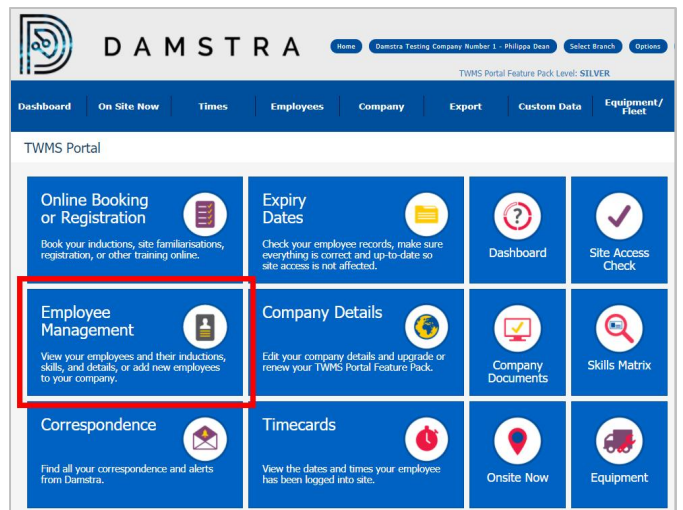 DAMSTRA
Home
Damstra Testing Company Number 1 - Philippa Dean
Select Branch
Options
TWMS Portal Feature Pack Level: SILVER
Dashboard
On Site Now
Times
Employees
Company
Export
Custom Data
Equipment/
Fleet
TWMS Portal
Online Booking
or Registration
Book your inductions, site familiarisations,
registration, or other training online.
Expiry
Dates
Check your employee records, make sure
everything is correct and up-to-date so
site access is not affected.
Dashboard
Site Access
Check
Employee
Management
View your employees and their inductions,
skills, and details, or add new employees
to your company.
Company Details
Edit your company details and upgrade or
renew your TWMS Portal Feature Pack.
Company
Documents
Skills Matrix
Correspondence
Find all your correspondence and alerts
from Damstra.
Timecards
View the dates and times your employee
has been logged into site.
Onsite Now
Equipment